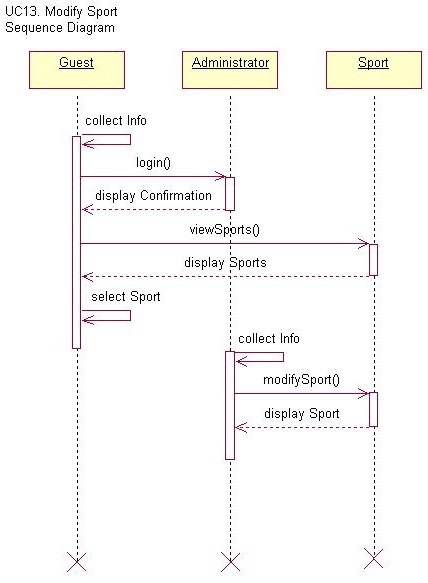 UC13. Modify Sport
Sequence Diagram
Guest
Administrator
Sport
collect Info
login()
display Confirmation
viewSports()
display Sports
select Sport
collect Info
modifySport()
display Sport